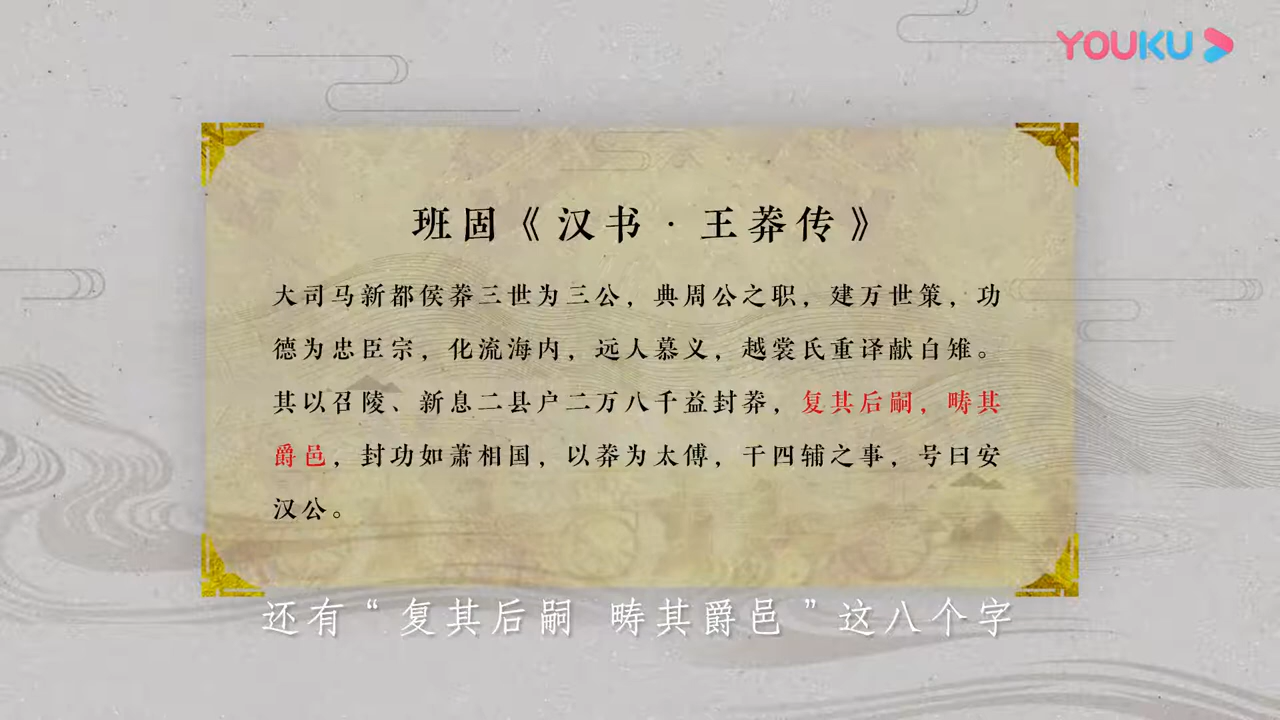 YOUKU
班固《汉书·王莽传》
大司马新都侯莽三世为三公，典周公之职，建万世策，功
德为忠臣宗，化流海内，远人慕义，越裳氏重译献白雉。
其以召陵、新息二县户二万八千益封莽，复其后嗣，畴其
爵邑，封功如萧相国，以莽为太傅，干四辅之事，号曰安
汉公。
还有“复其后嗣 畴其爵邑”这八个字